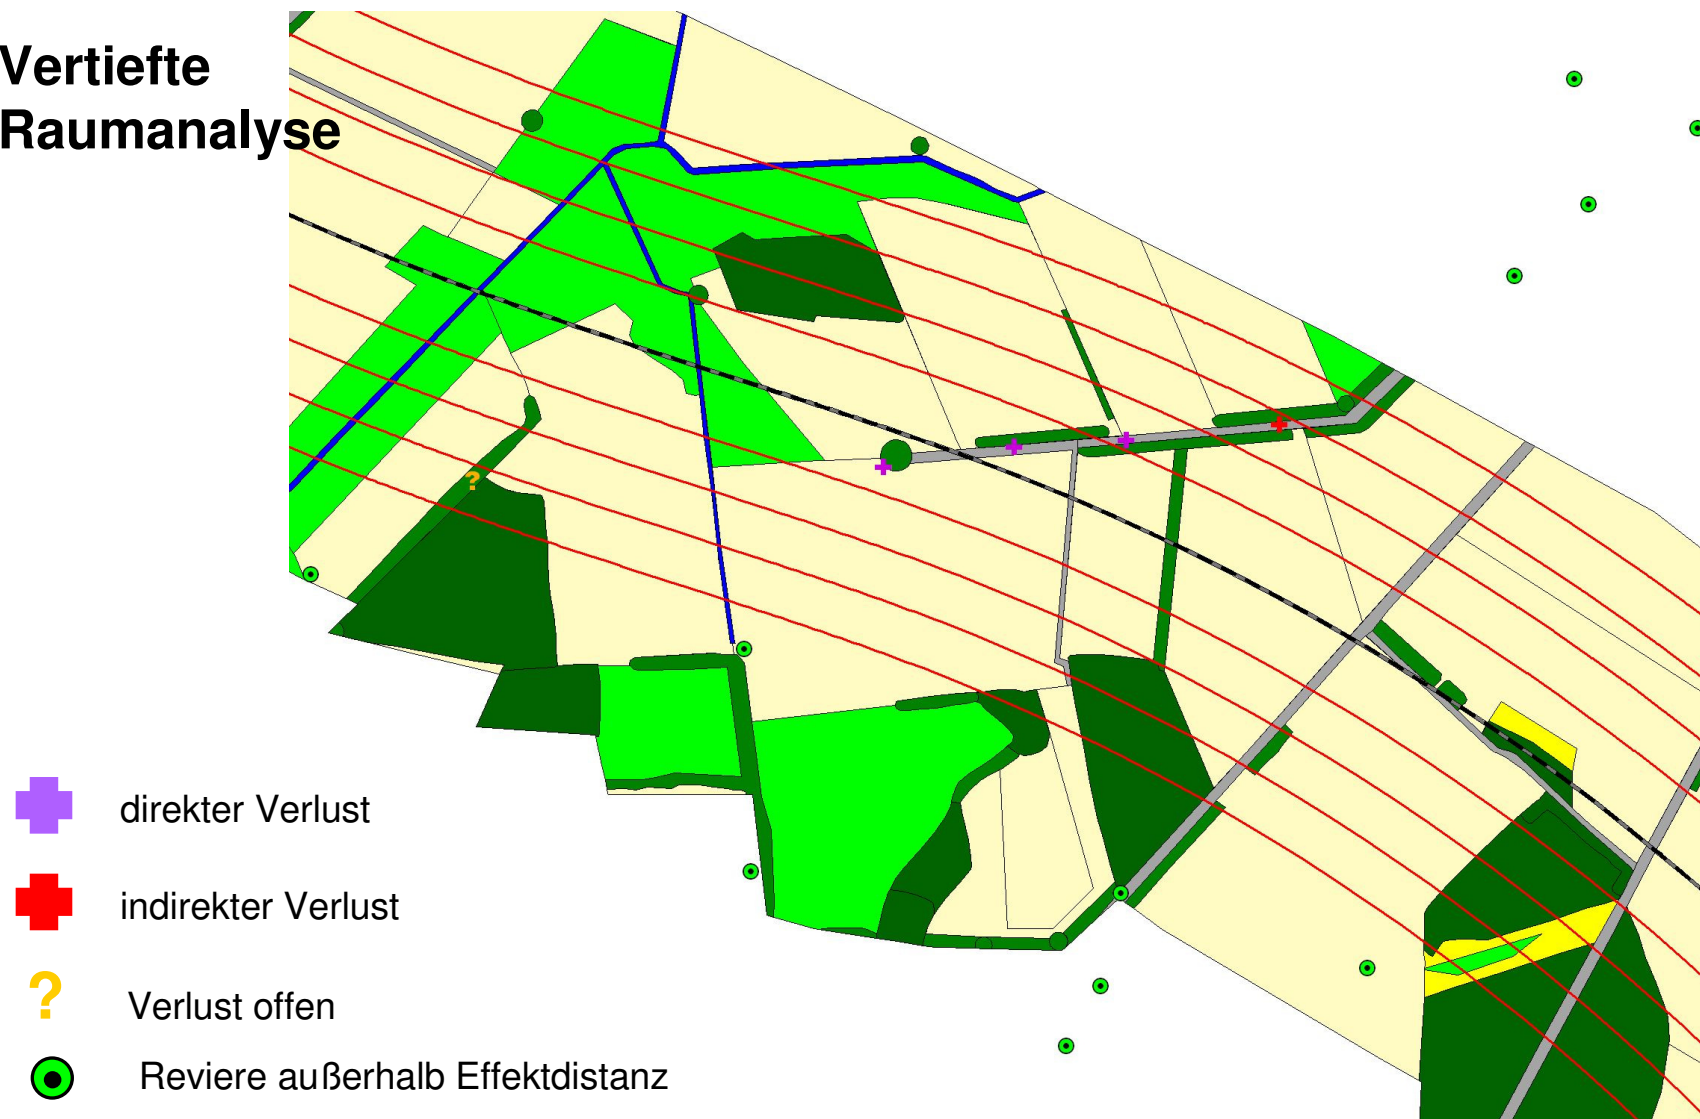 Vertiefte
Raumanalyse
direkter Verlust
indirekter Verlust
? Verlust offen
Reviere außerhalb Effektdistanz
?